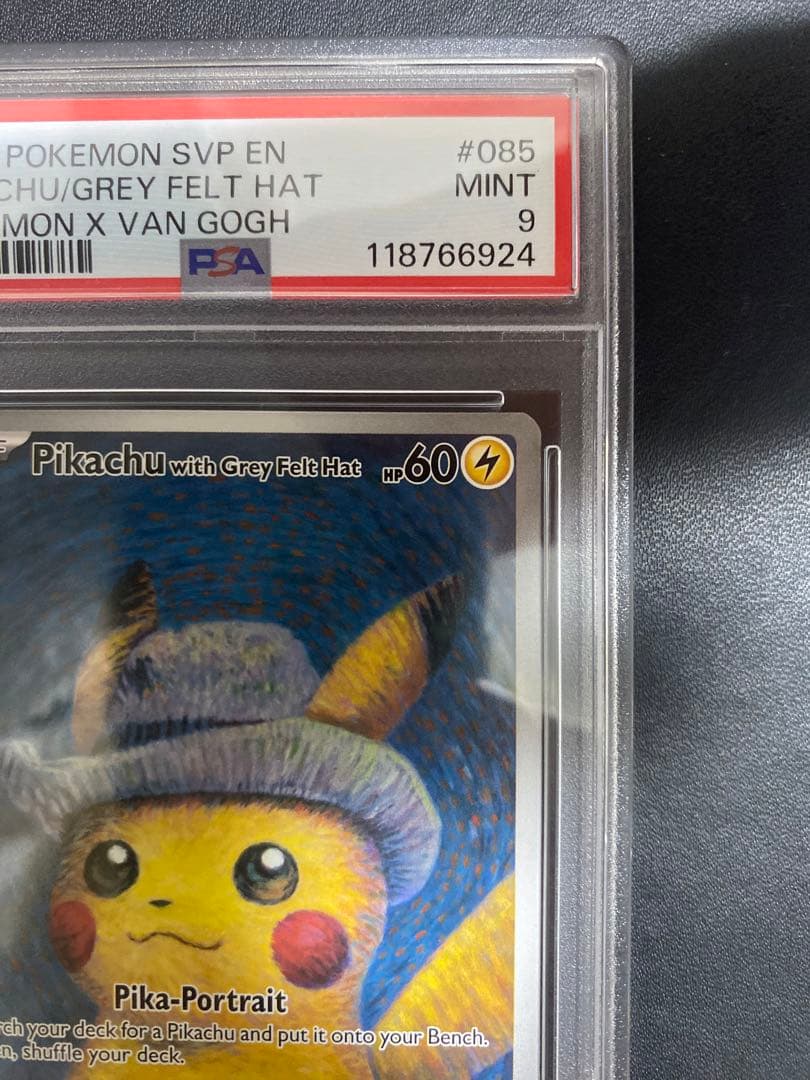 POKEMON SVP EN #085
CHU/GREY FELT HAT MINT
MON X VAN GOGH 9
PSA 118766924
Pikachu with Grey Felt Hat HP60
Pika-Portrait
rch your deck for a Pikachu and put it onto your Bench.
n, shuffle your deck.